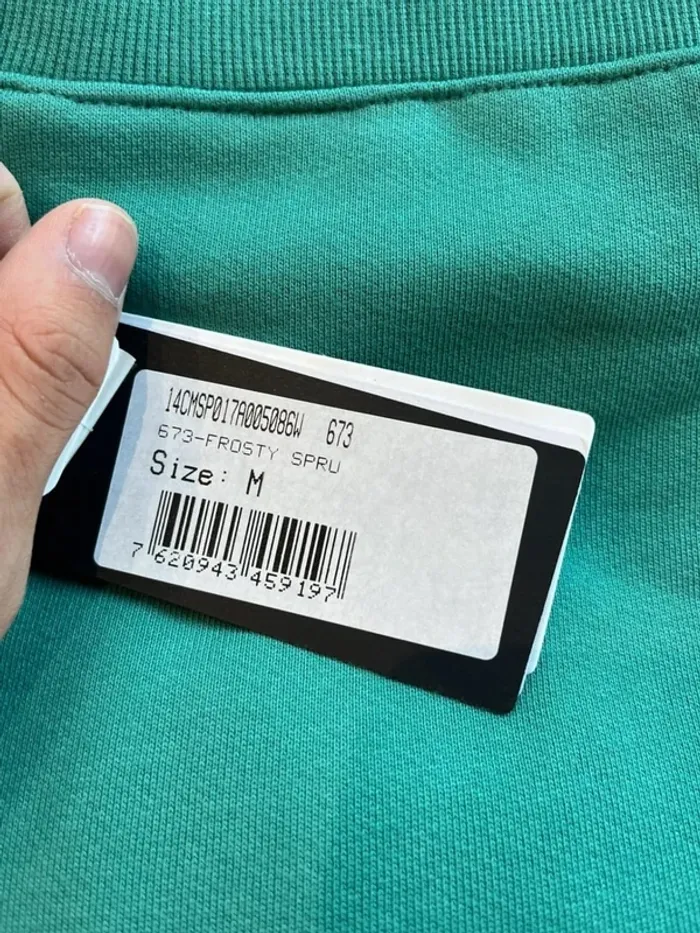 14CMSP017A005086W 673
673-FROSTY SPRU
Size: M
7 620943 459197